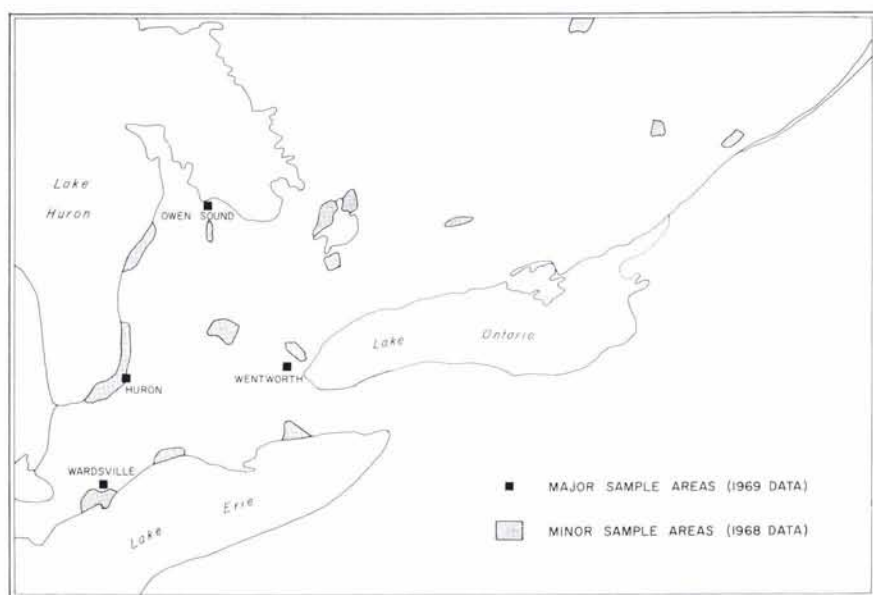 Lake
Huron
OWEN SOUND
Lake Ontario
WENTWORTH
HURON
WARDSVILLE
Lake Erie
MAJOR SAMPLE AREAS (1969 DATA)
MINOR SAMPLE AREAS (1968 DATA)